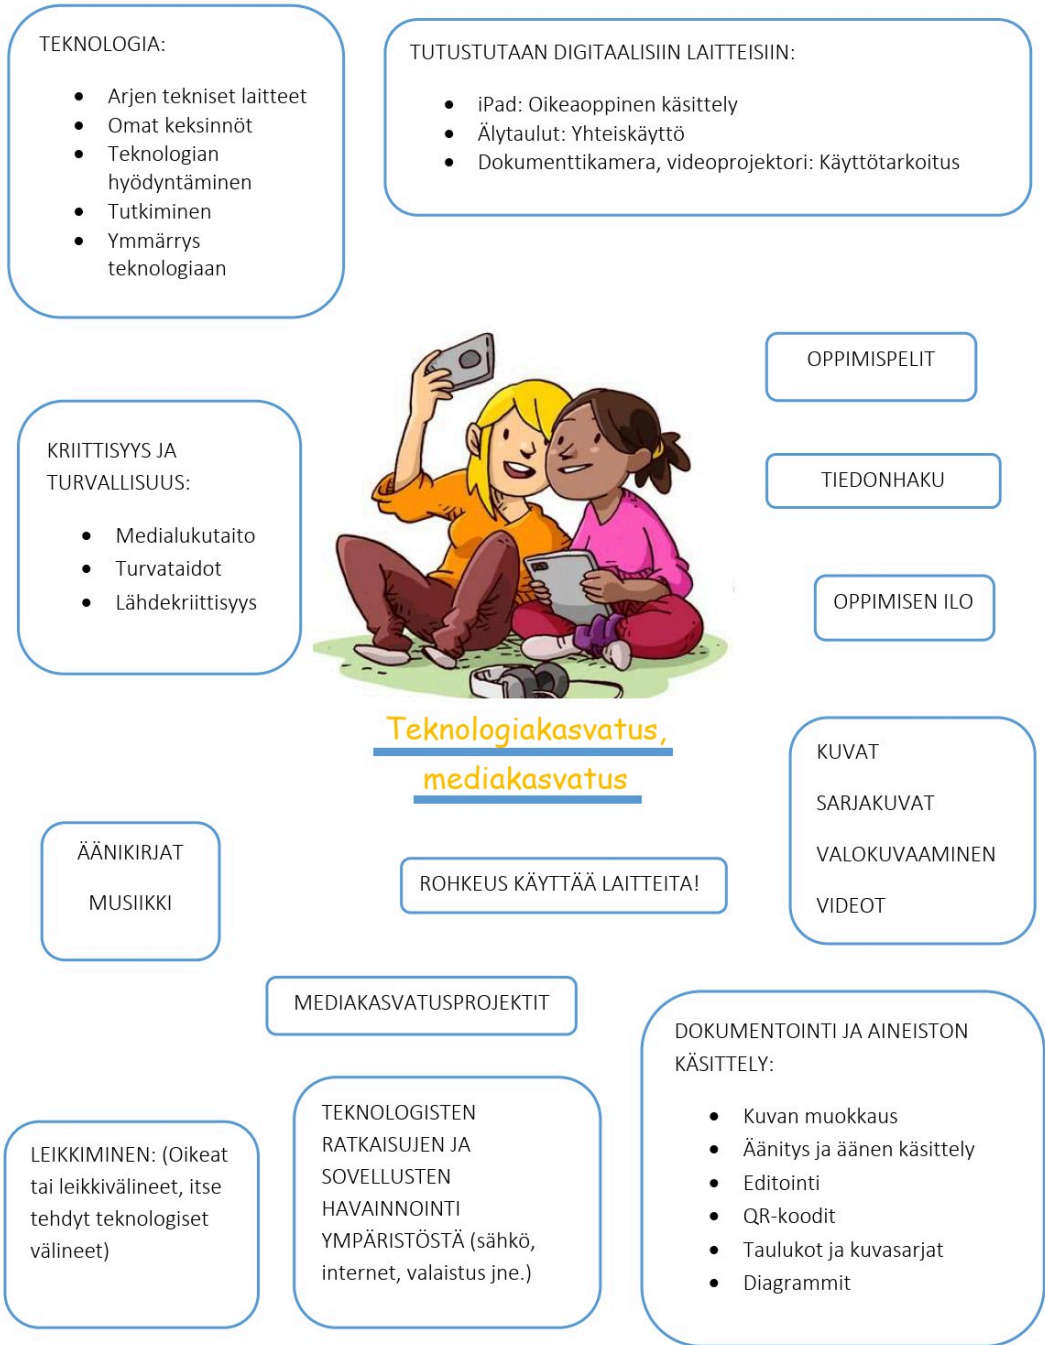 TEKNOLOGIA:
• Arjen tekniset laitteet
• Omat keksinnöt
• Teknologian
hyödyntäminen
• Tutkiminen
• Ymmärrys
teknologiaan
TUTUSTUTAAN DIGITAALISIIN LAITTEISIIN:
• iPad: Oikeaoppinen käsittely
• Älytaulut: Yhteiskäyttö
• Dokumenttikamera, videoprojektori: Käyttötarkoitus
KRIITTISYYS JA
TURVALLISUUS:
• Medialukutaito
• Turvataidot
• Lähdekriittisyys
OPPIMISPELIT
TIEDONHAKU
OPPIMISEN ILO
Teknologiakasvatus,
mediakasvatus
KUVAT
SARJAKUVAT
VALOKUVAAMINEN
VIDEOT
ÄÄNIKIRJAT
MUSIIKKI
ROHKEUS KÄYTTÄÄ LAITTEITA!
MEDIAKASVATUSPROJEKTIT
DOKUMENTOINTI JA AINEISTON
KÄSITTELY:
• Kuvan muokkaus
• Äänitys ja äänen käsittely
• Editointi
• QR-koodit
• Taulukot ja kuvasarjat
• Diagrammit
LEIKKIMINEN: (Oikeat
tai leikkivälineet, itse
tehdyt teknologiset
välineet)
TEKNOLOGISTEN
RATKAISUJEN JA
SOVELLUSTEN
HAVAINNOINTI
YMPÄRISTÖSTÄ (sähkö,
internet, valaistus jne.)